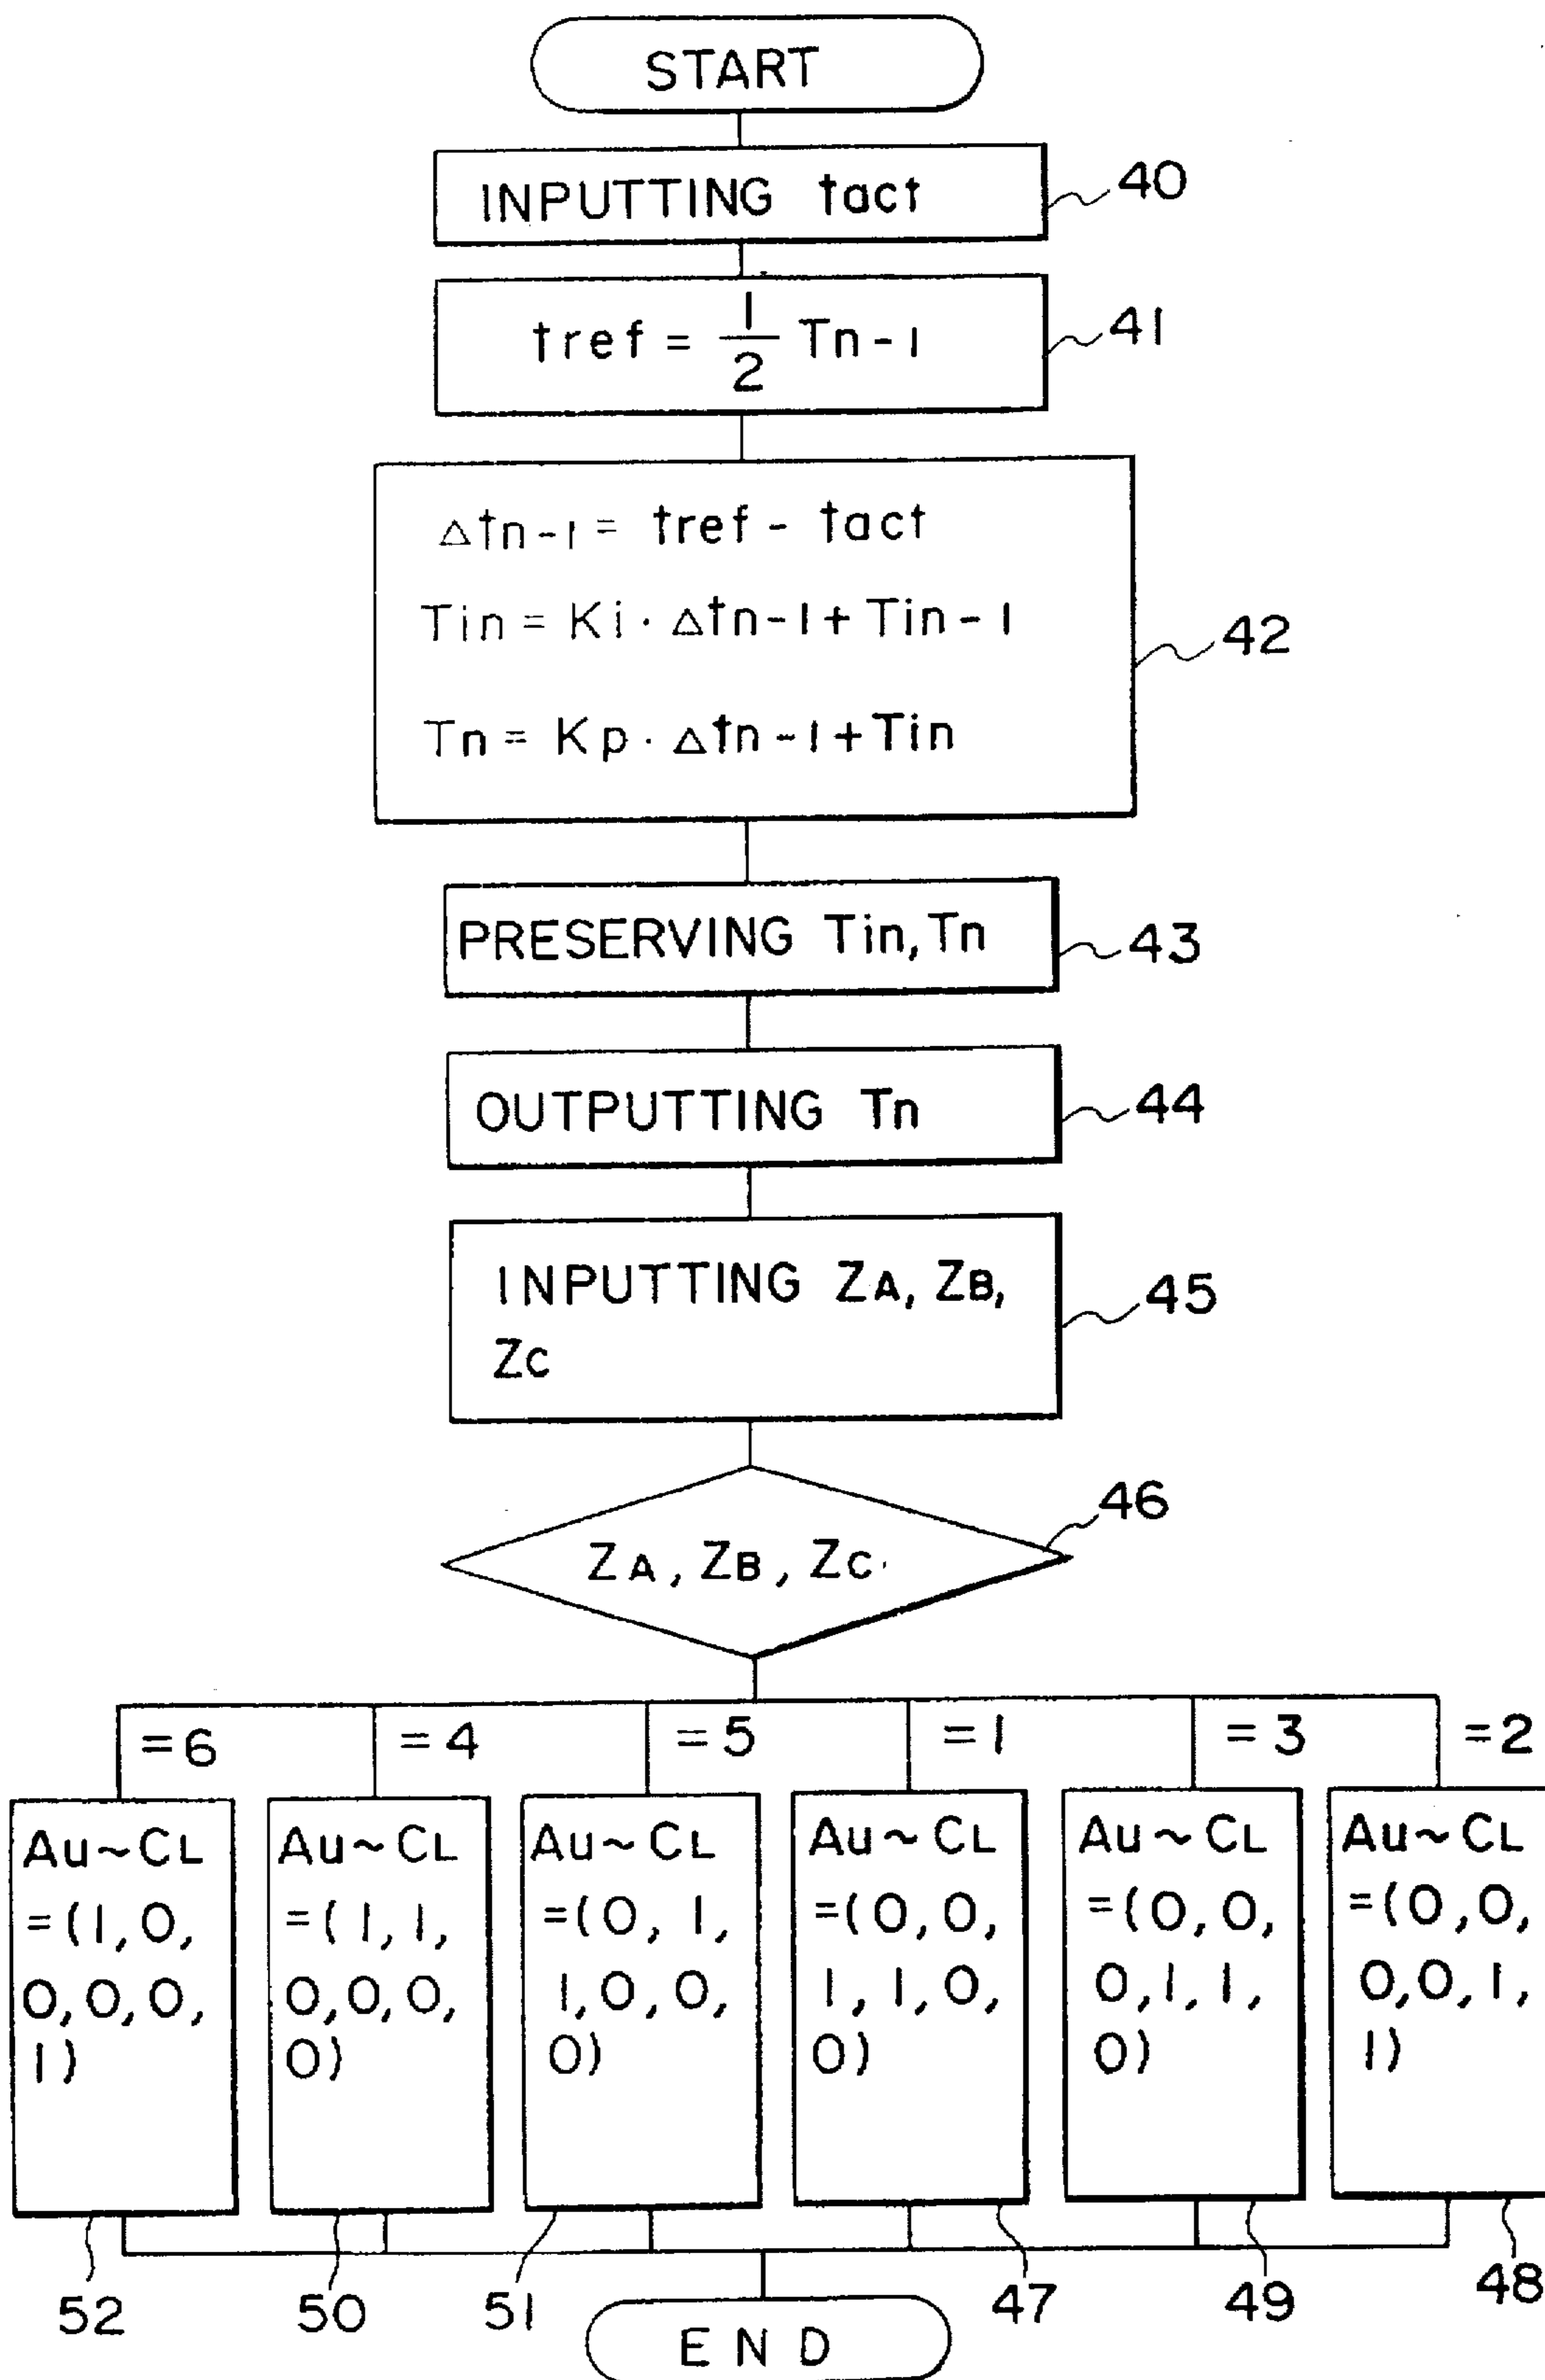 START
INPUTTING tact
40
tref = 1/2 Tn-1
41
Δtn-1 = tref - tact
Tin = Ki · Δtn-1 + Tin-1
Tn = Kp · Δtn-1 + Tin
42
PRESERVING Tin, Tn
43
OUTPUTTING Tn
44
INPUTTING ZA, ZB,
ZC
45
ZA, ZB, ZC
46
=6
=4
=5
=1
=3
=2
Au~CL
=(1,0,
0,0,0,
1)
Au~CL
=(1,1,
0,0,0,
0)
Au~CL
=(0,1,
1,0,0,
0)
Au~CL
=(0,0,
1,1,0,
0)
Au~CL
=(0,0,
0,1,1,
0)
Au~CL
=(0,0,
0,0,1,
1)
52
50
51
47
49
48
END